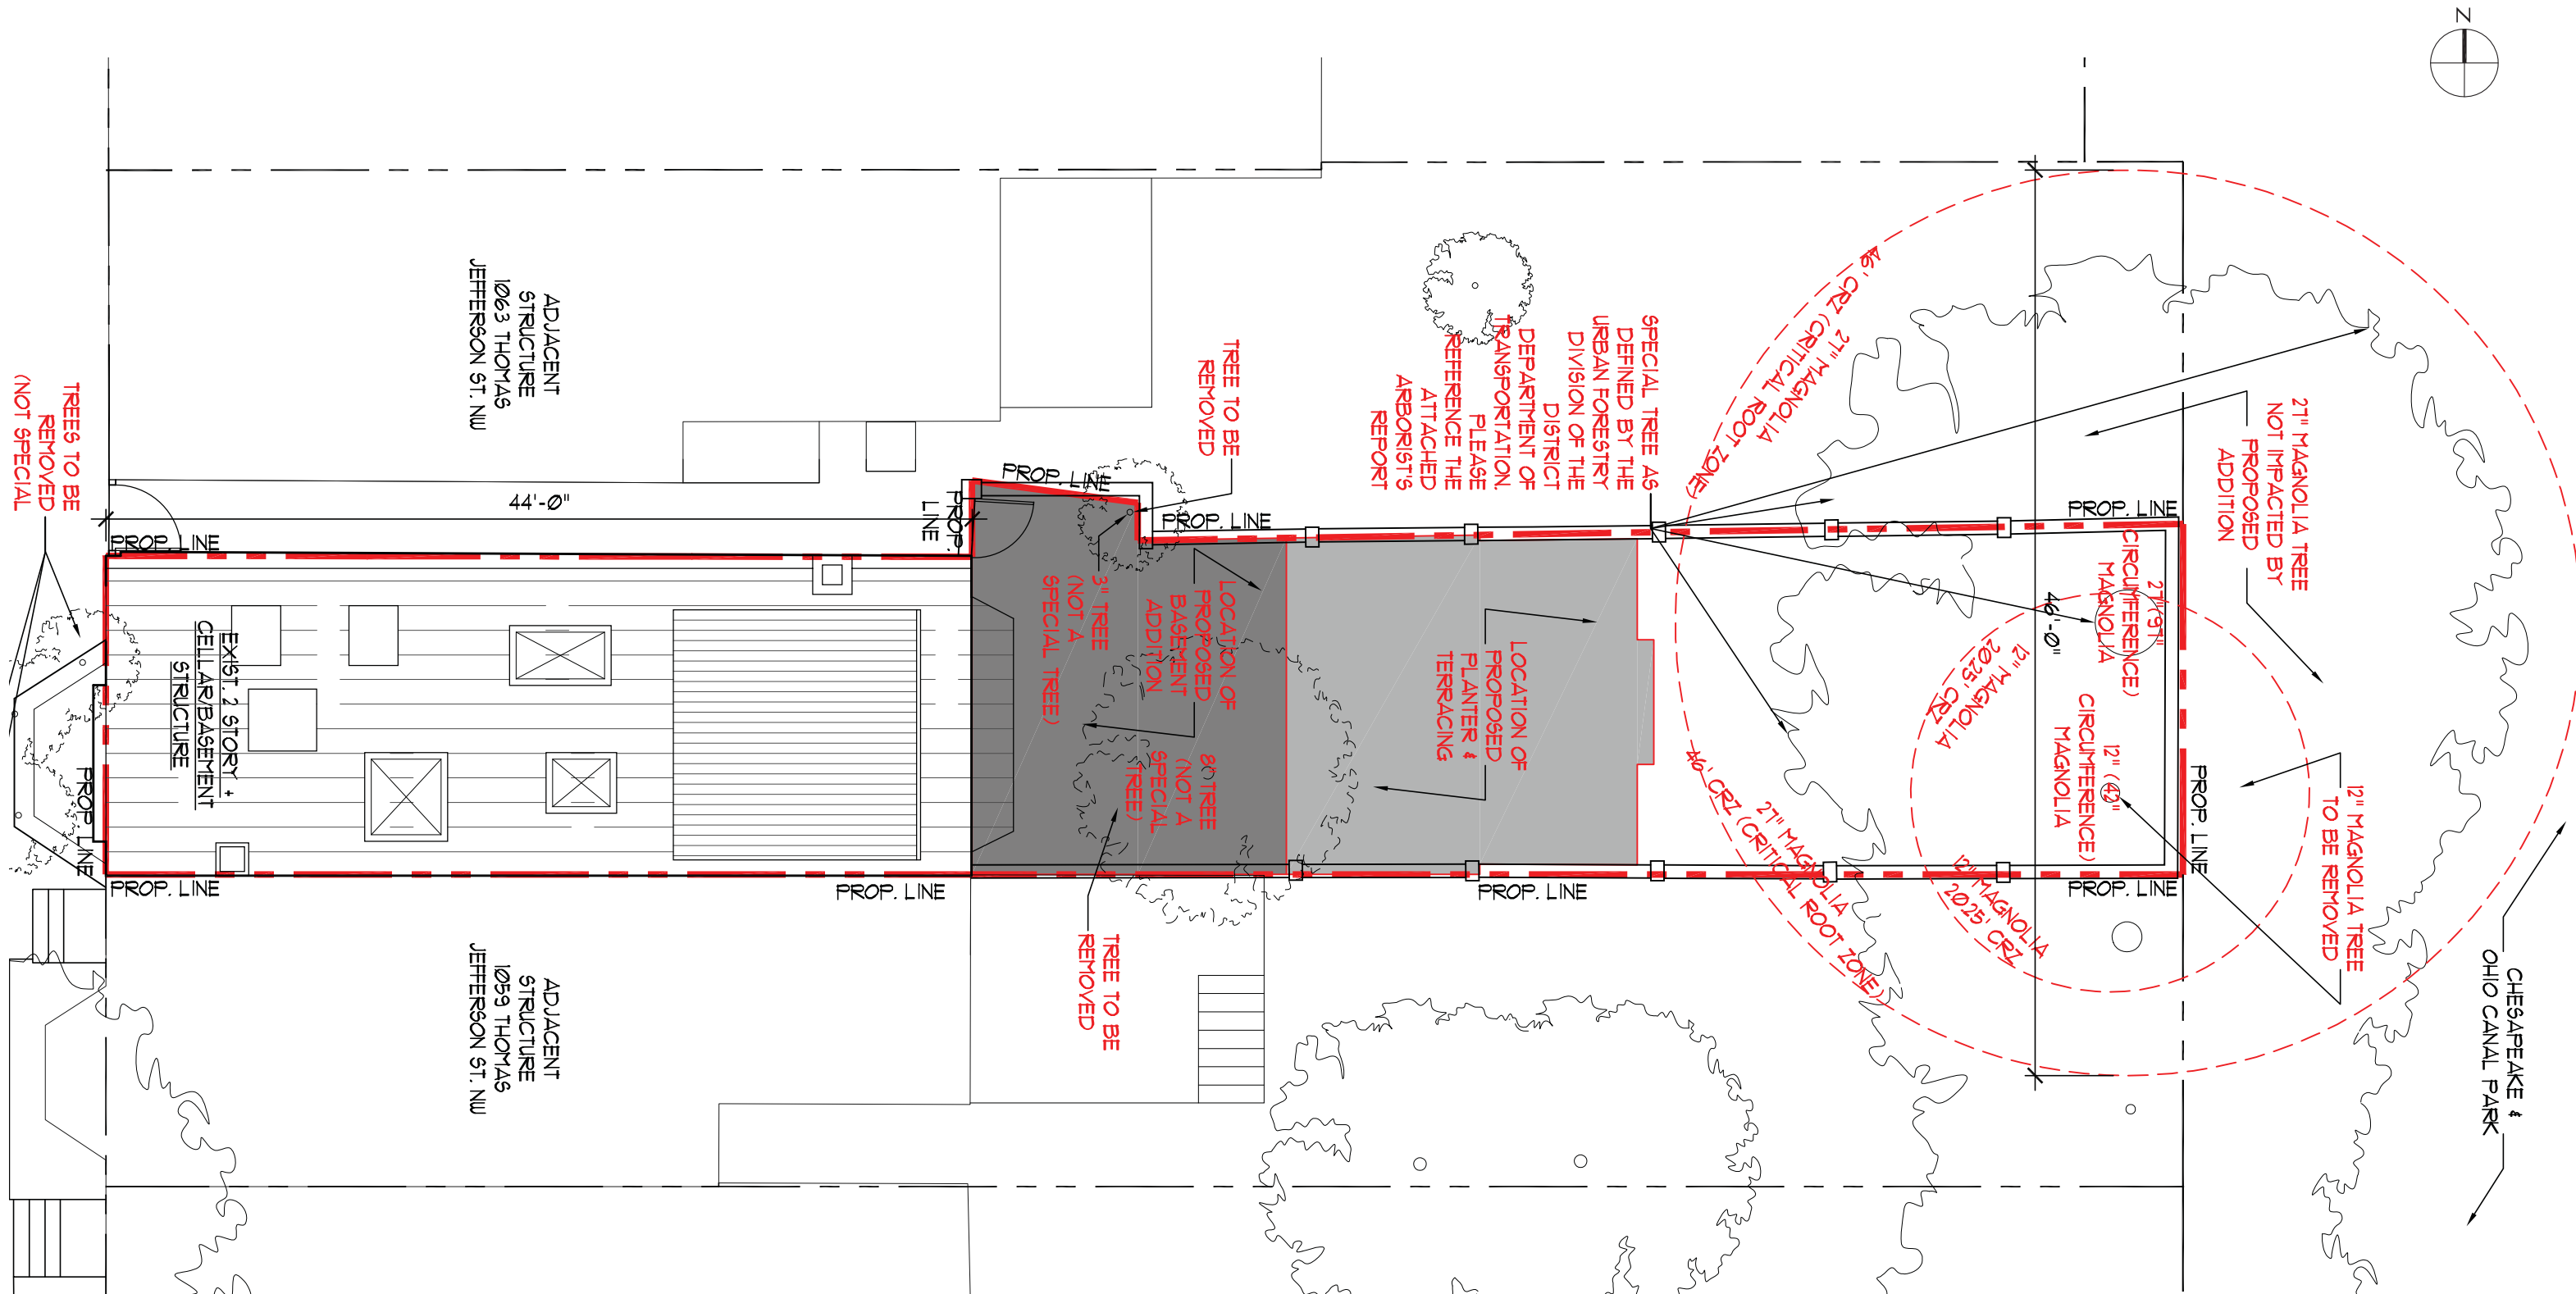 N
ADJACENT
STRUCTURE
1063 THOMAS
JEFFERSON ST. NW
TREES TO BE
REMOVED
(NOT SPECIAL
44'-0"
PROP. LINE
PROP.
LINE
PROP. LINE
PROP. LINE
TREE TO BE
REMOVED
SPECIAL TREE AS
DEFINED BY THE
URBAN FORESTRY
DIVISION OF THE
DISTRICT
DEPARTMENT OF
TRANSPORTATION.
PLEASE
REFERENCE THE
ATTACHED
ARBORIST'S
REPORT
46' CRZ (CRITICAL ROOT ZONE)
27" MAGNOLIA
27" MAGNOLIA TREE
NOT IMPACTED BY
PROPOSED
ADDITION
PROP. LINE
27" (97"
CIRCUMFERENCE)
MAGNOLIA
46'-0"
12" MAGNOLIA
20.25' CRZ
12" (42"
CIRCUMFERENCE)
MAGNOLIA
EXIST. 2 STORY +
CELLAR/BASEMENT
STRUCTURE
3" TREE
(NOT A
SPECIAL TREE)
LOCATION OF
PROPOSED
BASEMENT
ADDITION
8" TREE
(NOT A
SPECIAL
TREE)
LOCATION OF
PROPOSED
PLANTER &
TERRACING
27" MAGNOLIA
46' CRZ (CRITICAL ROOT ZONE)
12" MAGNOLIA
20.25' CRZ
PROP. LINE
12" MAGNOLIA TREE
TO BE REMOVED
PROP. LINE
PROP. LINE
PROP. LINE
PROP. LINE
PROP. LINE
TREE TO BE
REMOVED
ADJACENT
STRUCTURE
1059 THOMAS
JEFFERSON ST. NW
CHESAPEAKE &
OHIO CANAL PARK